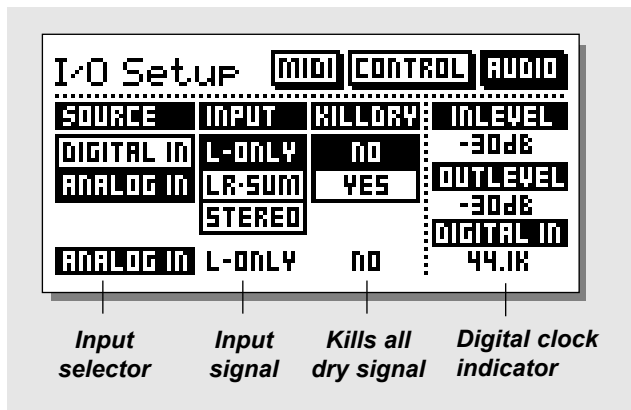 I/O Setup MIDI CONTROL AUDIO
SOURCE INPUT KILLDRY INLEVEL
DIGITAL IN L-ONLY NO -30dB
ANALOG IN LR-SUM YES OUTLEVEL
STEREO -30dB
DIGITAL IN
ANALOG IN L-ONLY NO 44.1K
Input selector
Input signal
Kills all dry signal
Digital clock indicator